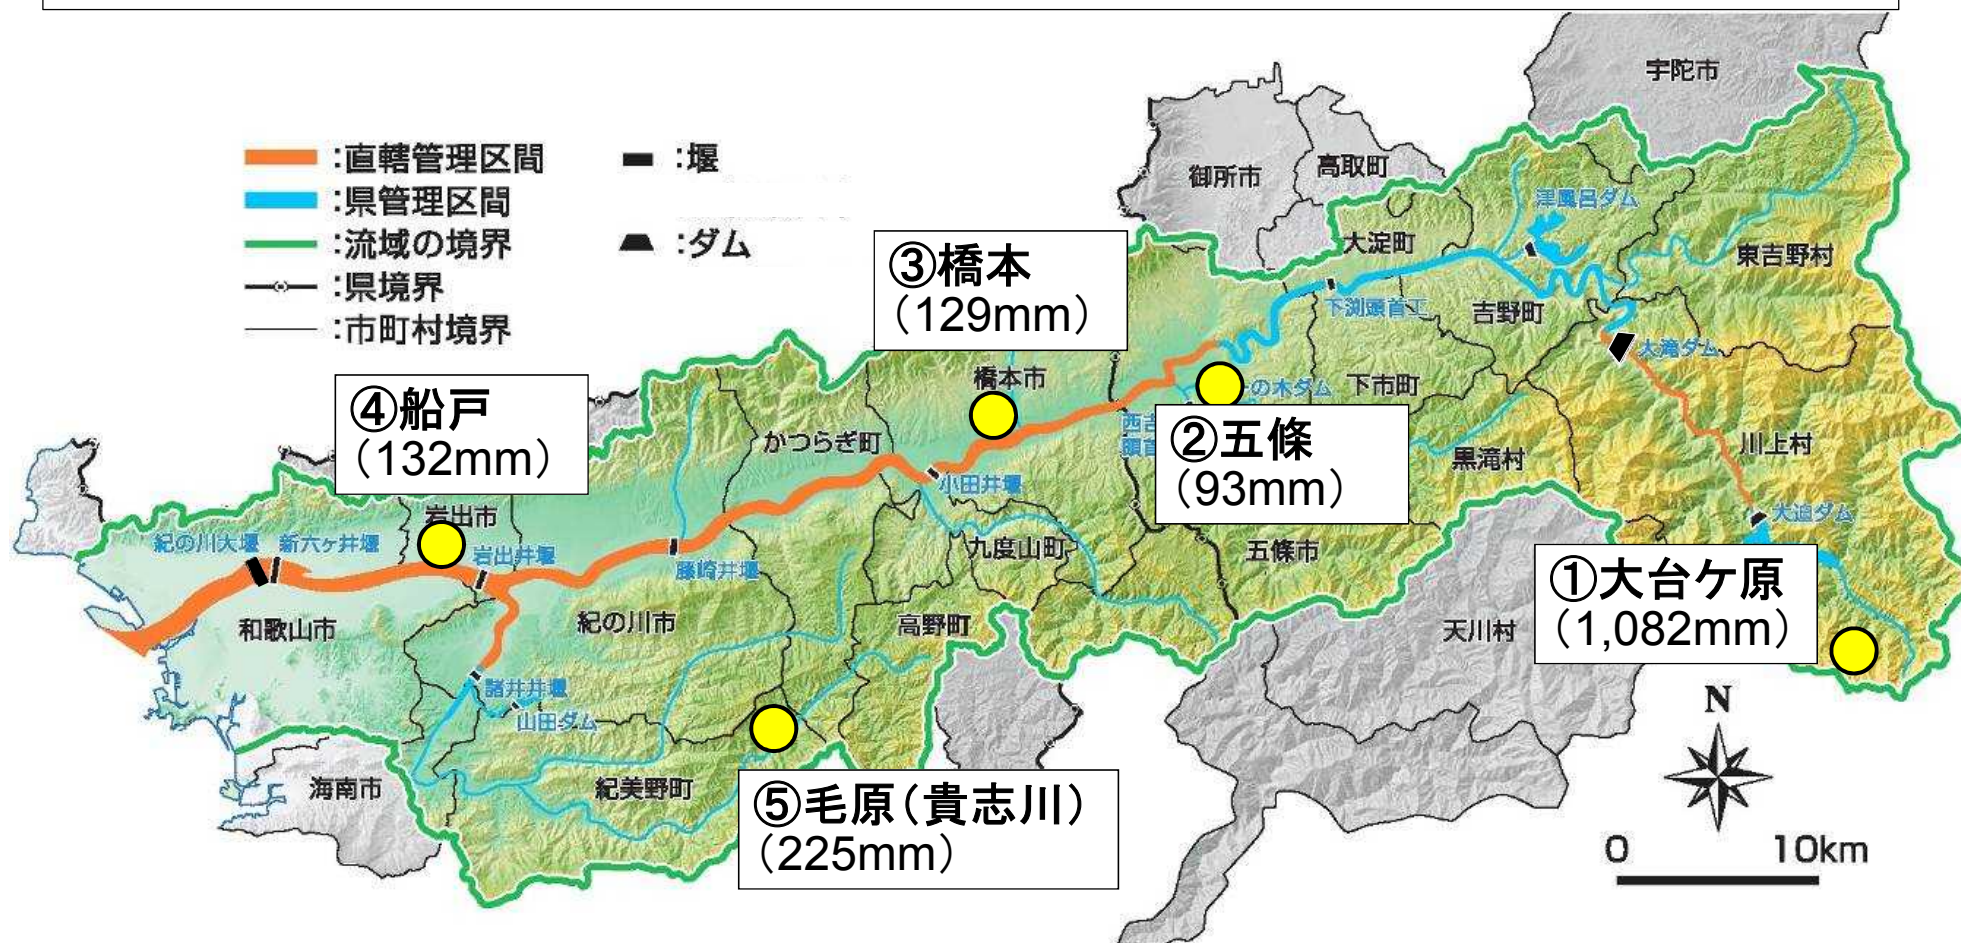 宇陀市
:直轄管理区間
:堰
:県管理区間
:流域の境界
:ダム
:県境界
:市町村境界
御所市
高取町
津風呂ダム
大淀町
東吉野村
③橋本
（129mm）
下渕頭首工
吉野町
大滝ダム
橋本市
の木ダム
下市町
④船戸
（132mm）
かつらぎ町
②五條
（93mm）
黒滝村
川上村
小田井堰
大迫ダム
岩出市
紀の川大堰
新六ヶ井堰
岩出井堰
藤崎井堰
九度山町
五條市
①大台ケ原
（1,082mm）
和歌山市
紀の川市
高野町
天川村
諸井井堰
山田ダム
N
海南市
紀美野町
⑤毛原（貴志川）
（225mm）
0 10km